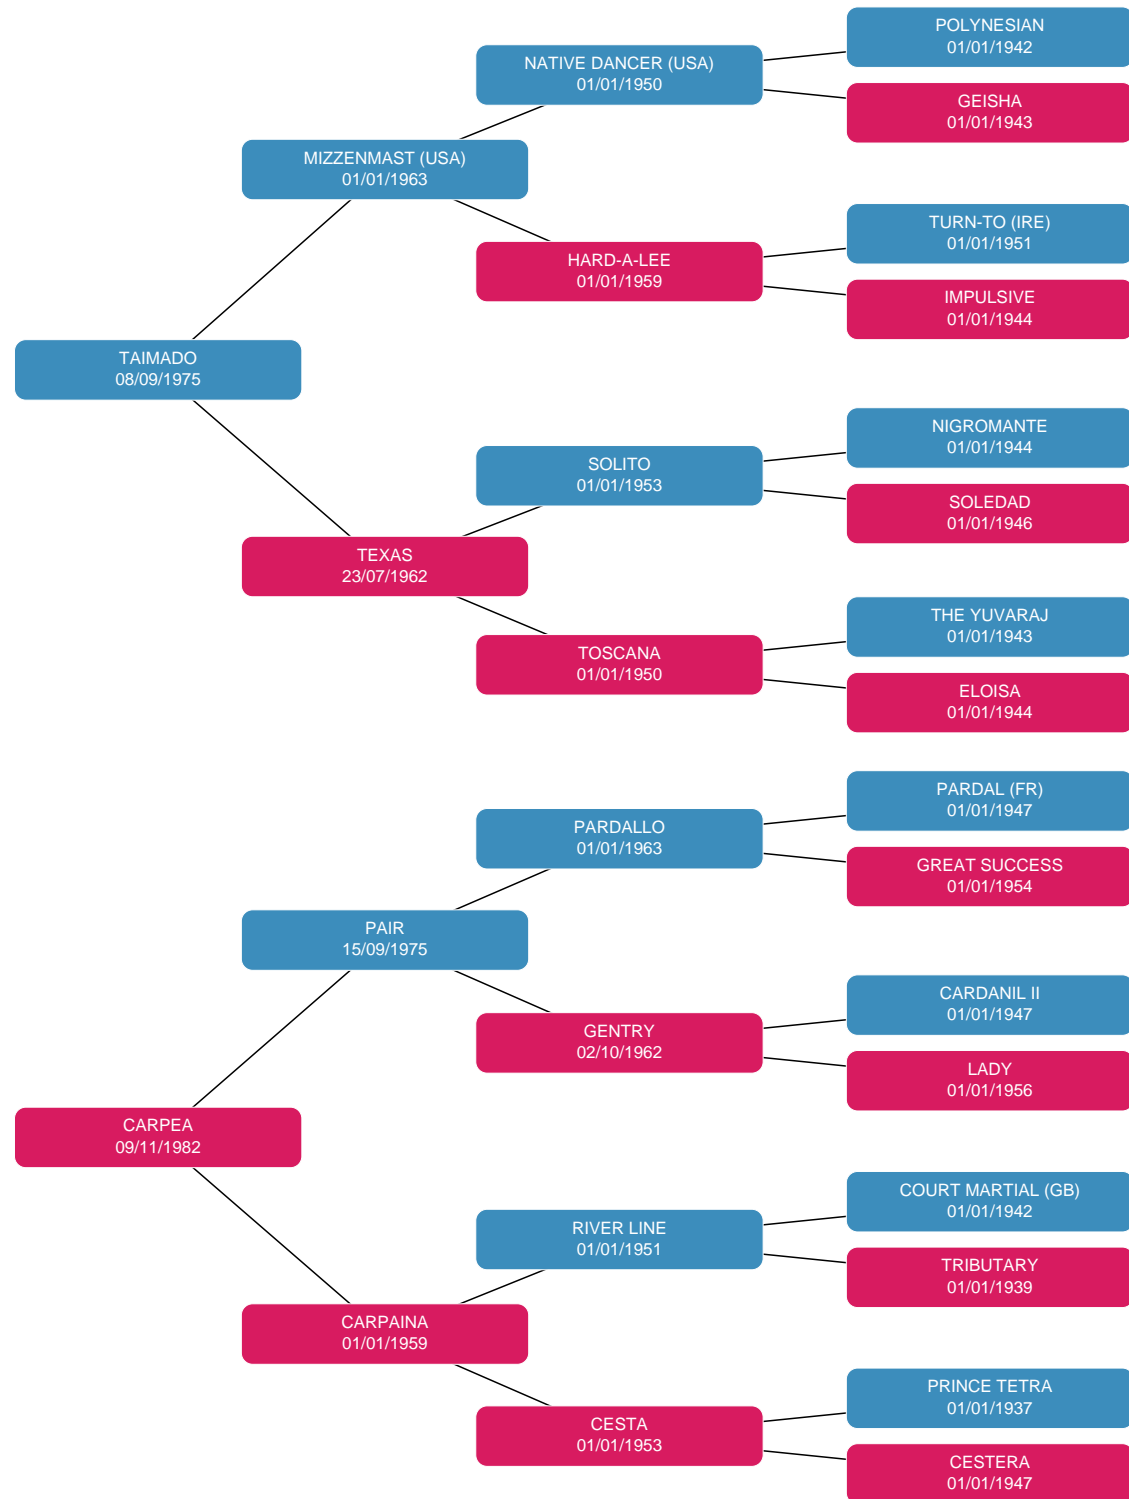 POLYNESIAN
01/01/1942
NATIVE DANCER (USA)
01/01/1950
GEISHA
01/01/1943
MIZZENMAST (USA)
01/01/1963
TURN-TO (IRE)
01/01/1951
HARD-A-LEE
01/01/1959
IMPULSIVE
01/01/1944
TAIMADO
08/09/1975
NIGROMANTE
01/01/1944
SOLITO
01/01/1953
SOLEDAD
01/01/1946
TEXAS
23/07/1962
THE YUVARAJ
01/01/1943
TOSCANA
01/01/1950
ELOISA
01/01/1944
PARDAL (FR)
01/01/1947
PARDALLO
01/01/1963
GREAT SUCCESS
01/01/1954
PAIR
15/09/1975
CARDANIL II
01/01/1947
GENTRY
02/10/1962
LADY
01/01/1956
CARPEA
09/11/1982
COURT MARTIAL (GB)
01/01/1942
RIVER LINE
01/01/1951
TRIBUTARY
01/01/1939
CARPAINA
01/01/1959
PRINCE TETRA
01/01/1937
CESTA
01/01/1953
CESTERA
01/01/1947